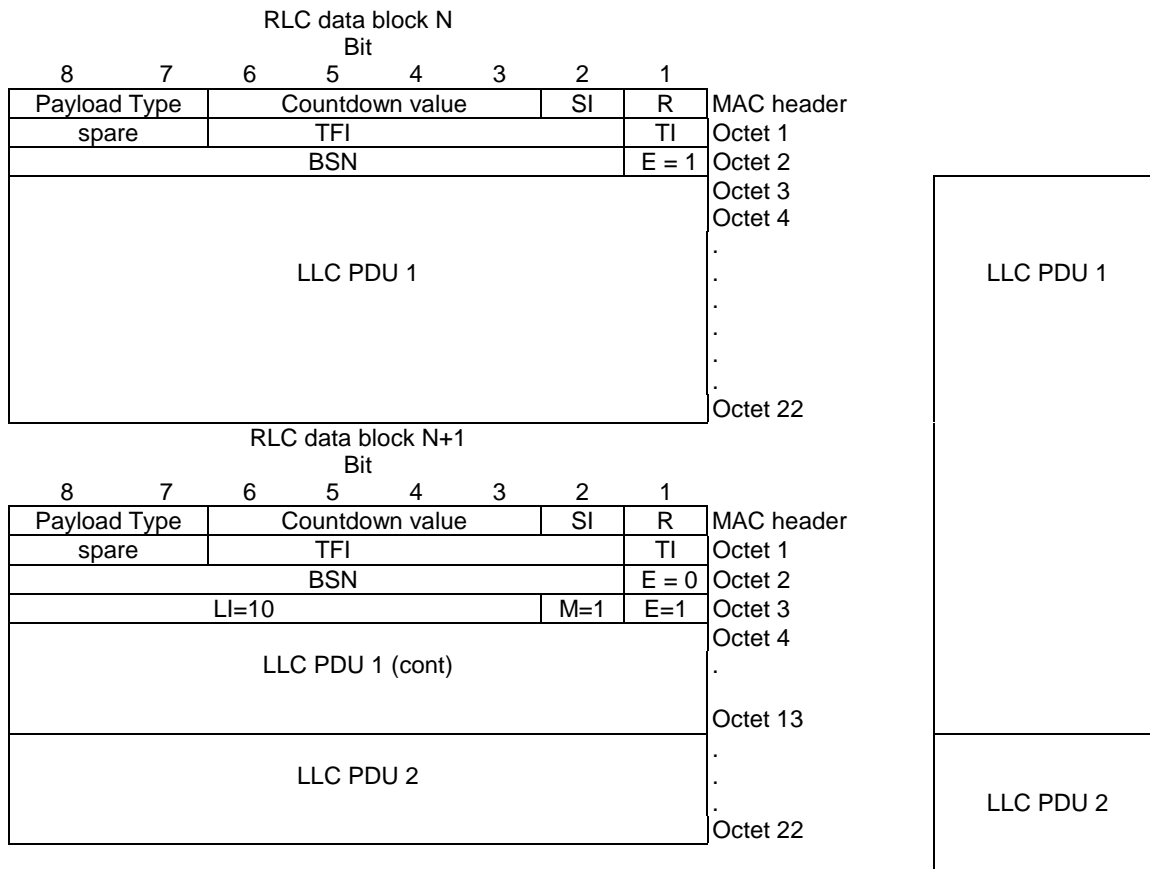 RLC data block N
Bit
8 7 6 5 4 3 2 1
Payload Type Countdown value SI R MAC header
spare TFI TI Octet 1
BSN E = 1 Octet 2
Octet 3
Octet 4
.
LLC PDU 1 . LLC PDU 1
.
.
.
.
Octet 22
RLC data block N+1
Bit
8 7 6 5 4 3 2 1
Payload Type Countdown value SI R MAC header
spare TFI TI Octet 1
BSN E = 0 Octet 2
LI=10 M=1 E=1 Octet 3
Octet 4
LLC PDU 1 (cont) .
Octet 13
.
LLC PDU 2 .
. LLC PDU 2
Octet 22